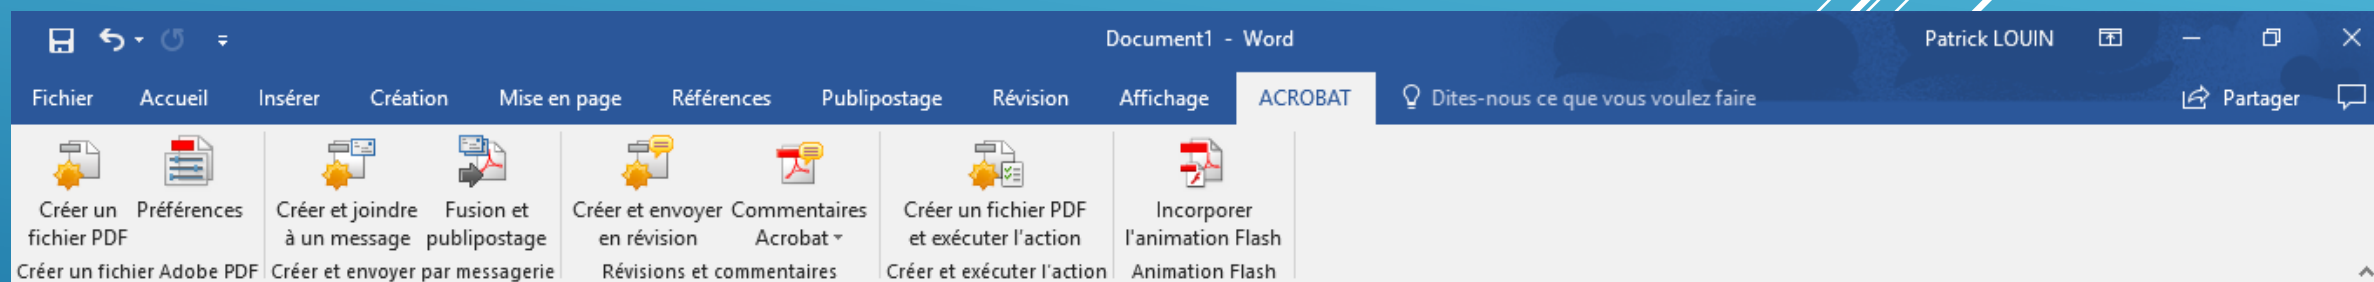 Document1 - Word
Patrick LOUIN
Fichier Accueil Insérer Création Mise en page Références Publipostage Révision Affichage ACROBAT Dites-nous ce que vous voulez faire Partager
Créer un fichier PDF
Préférences
Créer et joindre à un message
Fusion et publipostage
Créer et envoyer en révision
Commentaires Acrobat
Créer un fichier PDF et exécuter l'action
Incorporer l'animation Flash
Créer un fichier Adobe PDF
Créer et envoyer par messagerie
Révisions et commentaires
Créer et exécuter l'action
Animation Flash